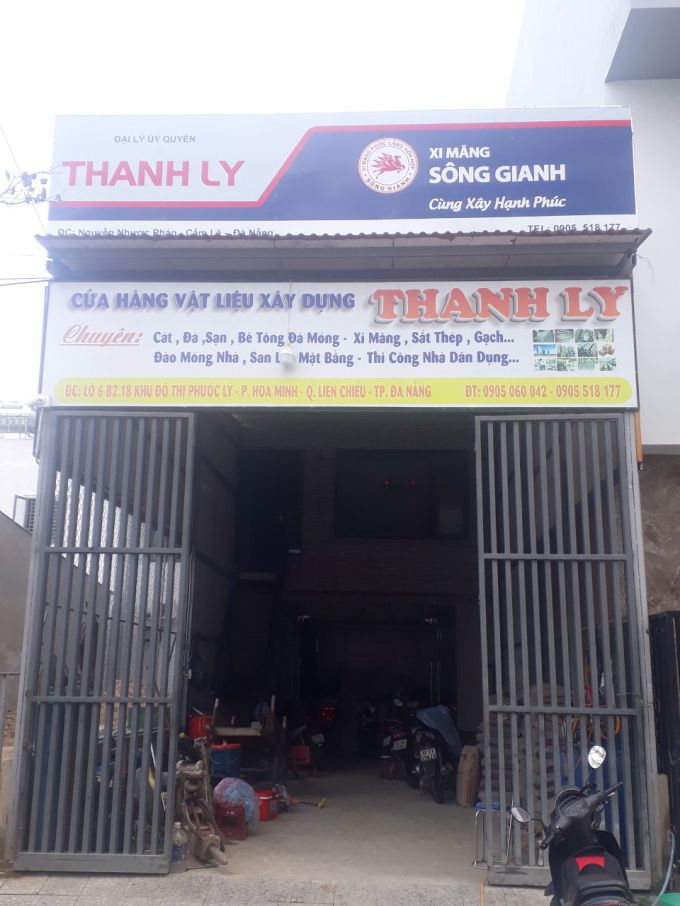 ĐẠI LÝ ỦY QUYỀN
THANH LY
XI MĂNG
SÔNG GIANH
Cùng Xây Hạnh Phúc
SÔNG GIANH
ĐC: Nguyễn Nhược Pháp - Cẩm Lệ - Đà Nẵng
TEL: 0905 518 177
CỬA HÀNG VẬT LIỆU XÂY DỰNG THANH LY
Chuyên: Cát, Đá, Sạn, Bê Tông Đá Mỏng - Xi Măng, Sắt Thép, Gạch...
Đào Móng Nhà, San Lấp Mặt Bằng - Thi Công Nhà Dân Dụng...
ĐC: LÔ 6 B2.18 KHU ĐÔ THỊ PHƯỚC LÝ - P. HÒA MINH - Q. LIÊN CHIỂU - TP. ĐÀ NẴNG ĐT: 0905 060 042 - 0905 518 177